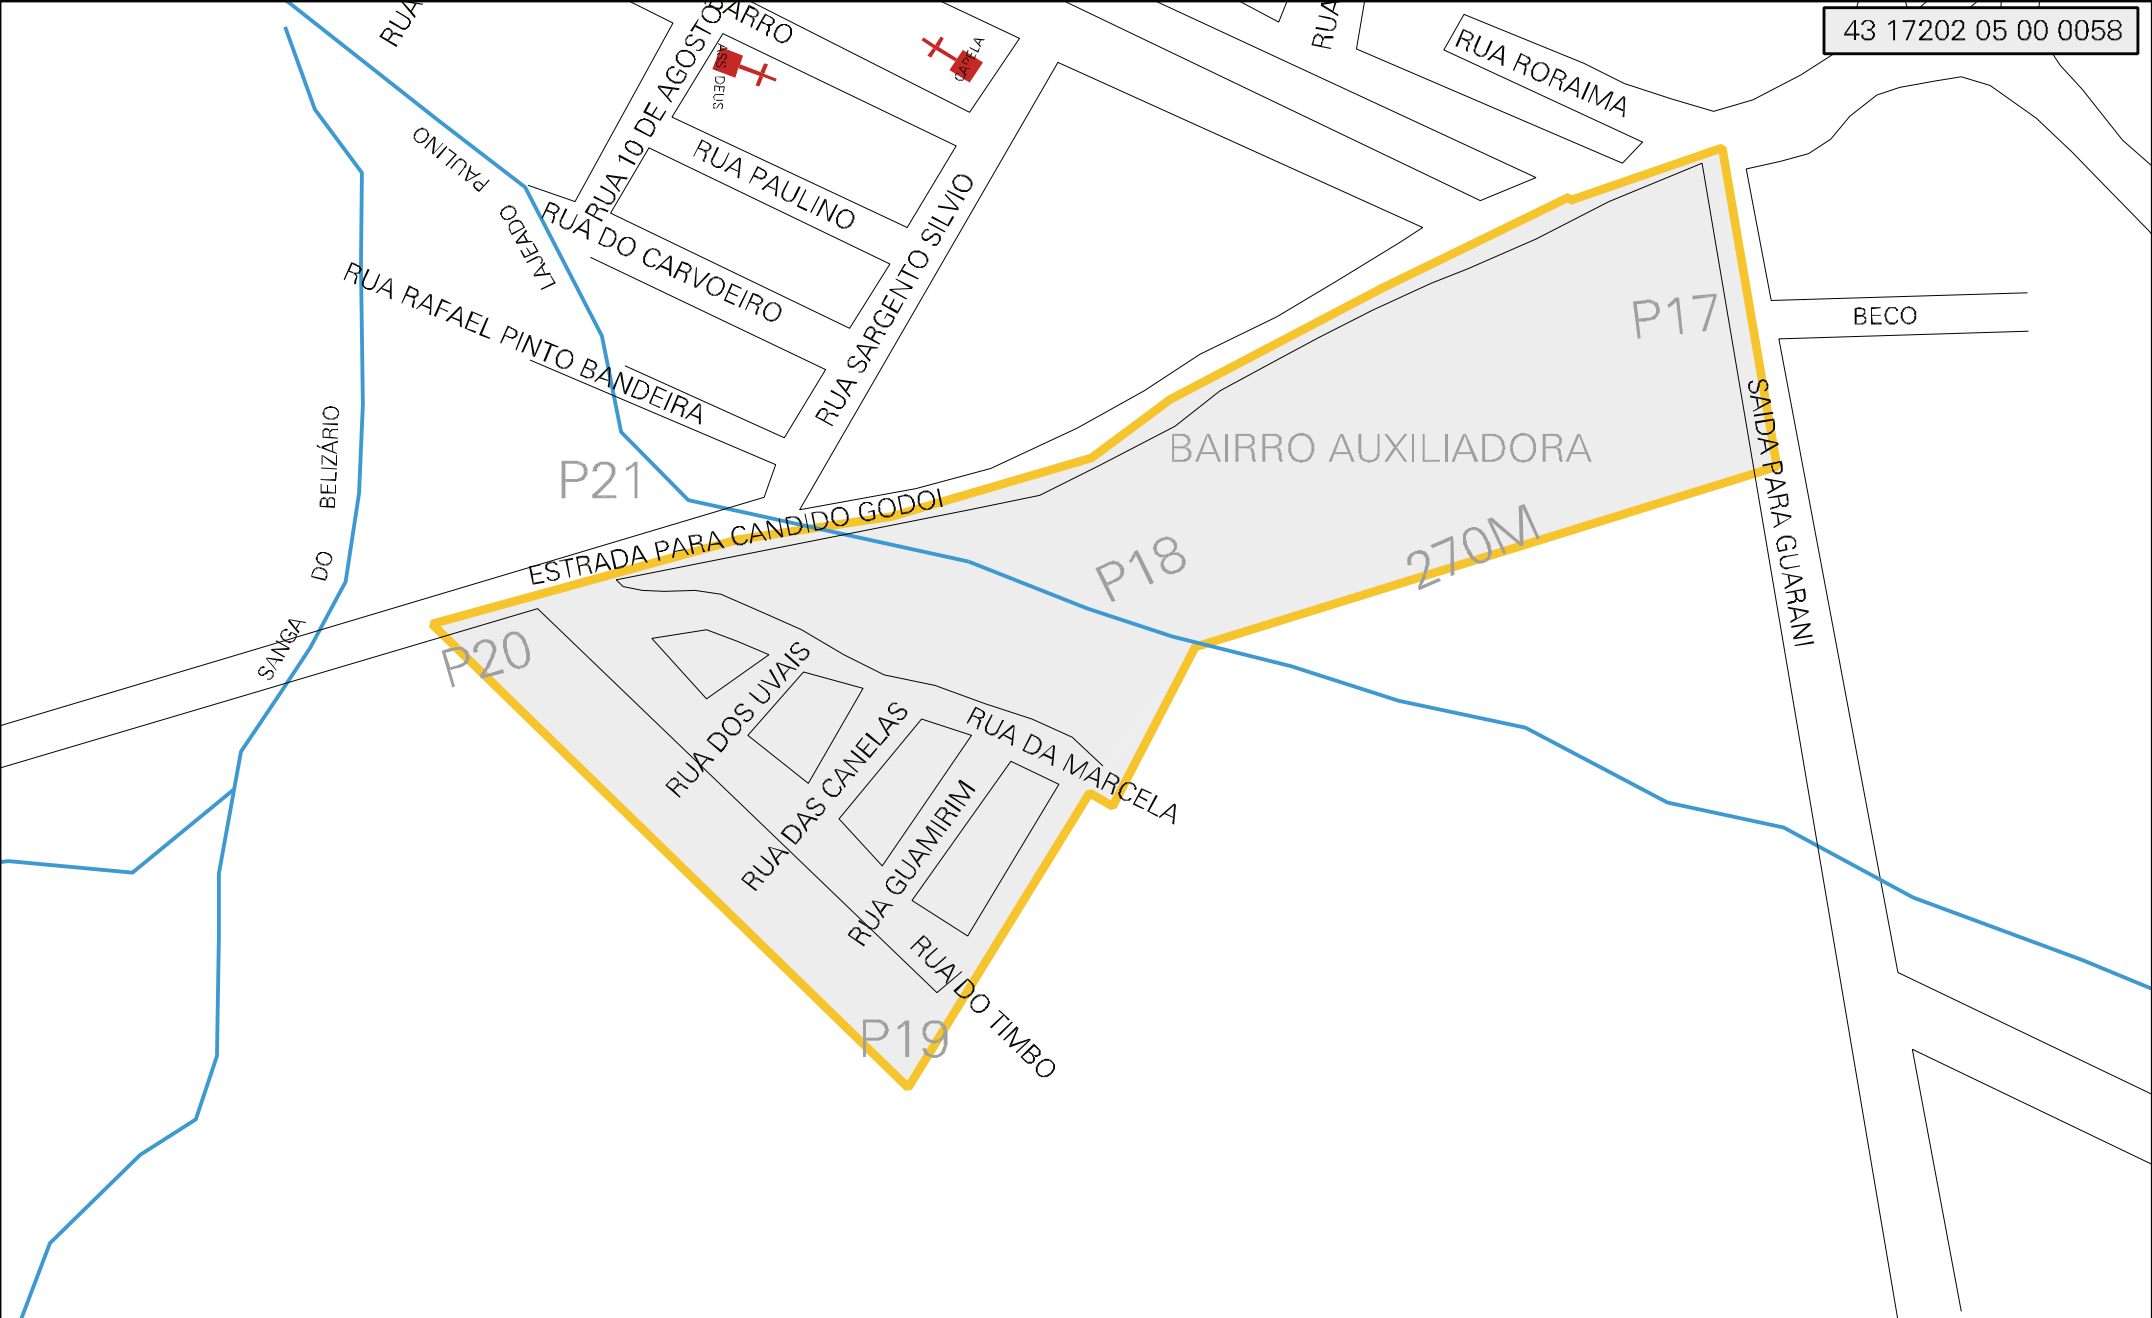 RUA
BARRO
43 17202 05 00 0058
RUA
RUA RORAIMA
ASS. DEUS
CAPELA
RUA 10 DE AGOSTO
PAULINO
LAJEADO
RUA PAULINO
RUA DO CARVOEIRO
RUA RAFAEL PINTO BANDEIRA
RUA SARGENTO SILVIO
P17
BECO
SAIDA PARA GUARANI
BAIRRO AUXILIADORA
P21
BELIZÁRIO
DO
SANGA
ESTRADA PARA CANDIDO GODOI
P18
270M
P20
RUA DOS UVAIS
RUA DAS CANELAS
RUA DA MARCELA
RUA GUAMIRIM
RUA DO TIMBO
P19